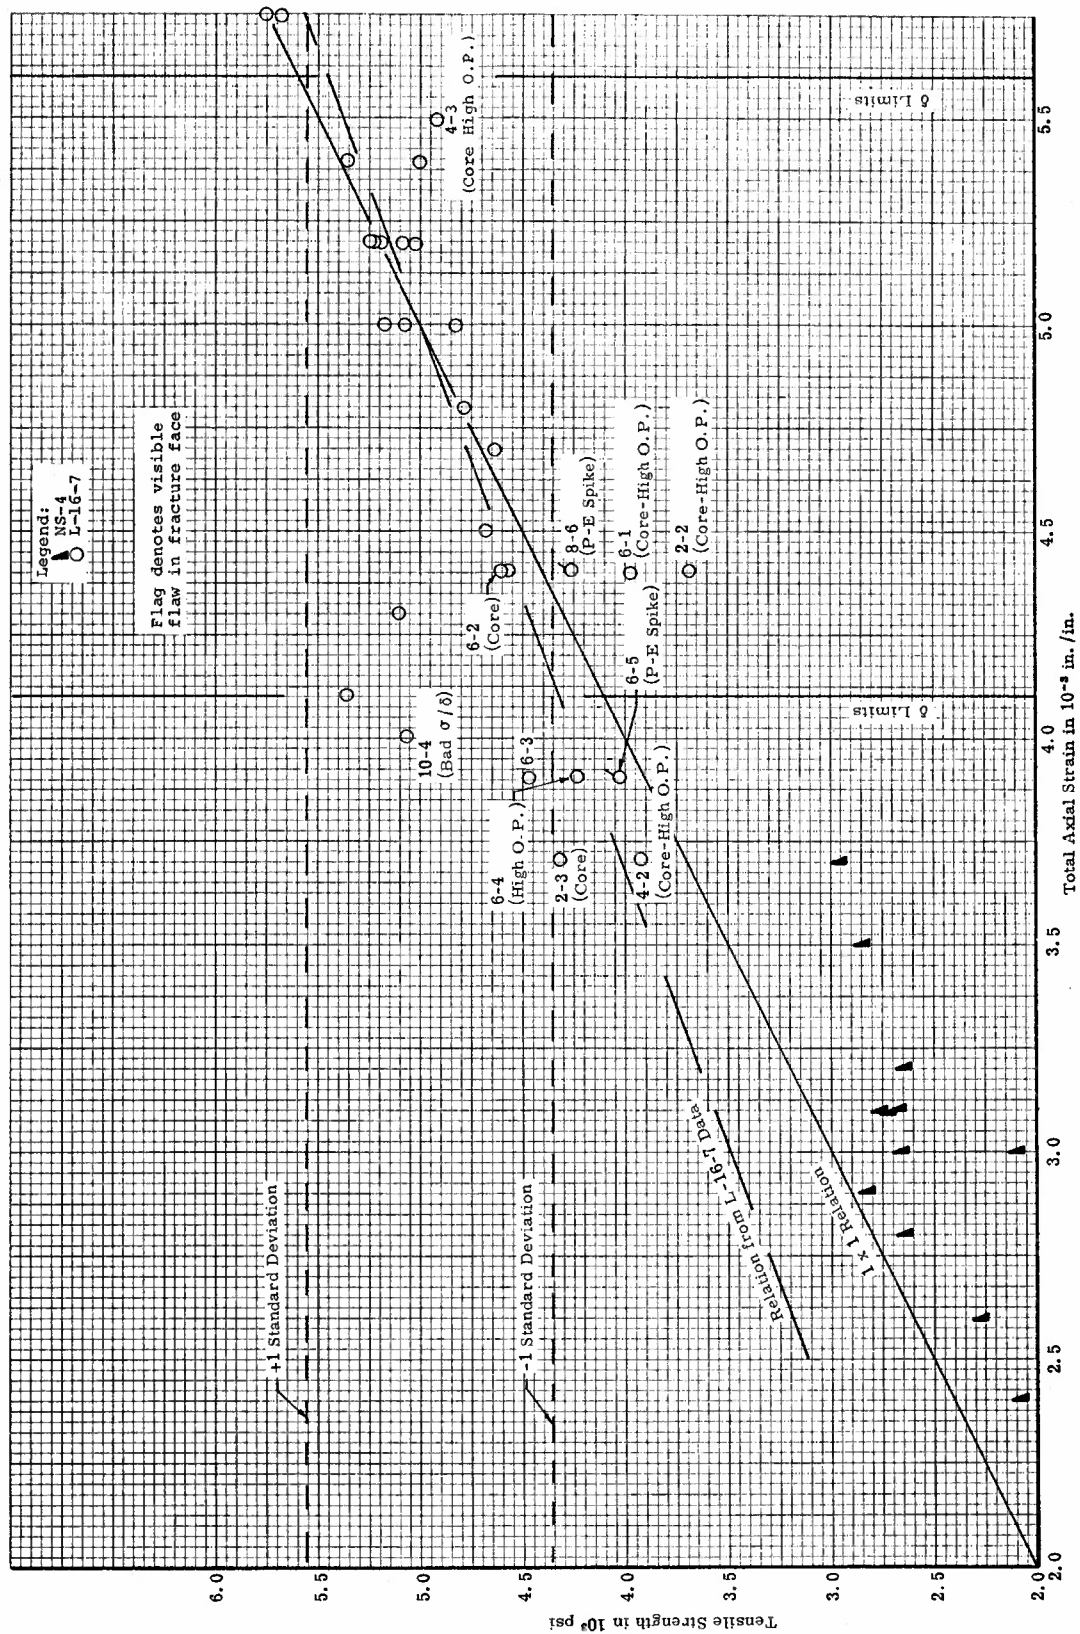 Legend:
NS-4
L-16-7
Flag denotes visible
flaw in fracture face
+1 Standard Deviation
-1 Standard Deviation
Relation from L-16-7 Data
1 x 1 Relation
δ Limits
δ Limits
4-3
(Core High O.P.)
6-2
(Core)
8-6
(P-E Spike)
6-1
(Core-High O.P.)
2-2
(Core-High O.P.)
6-5
(P-E Spike)
10-4
(Bad σ/δ)
6-3
6-4
(High O.P.)
2-3
(Core)
4-2
(Core-High O.P.)
Tensile Strength in 10³ psi
6.0
5.5
5.0
4.5
4.0
3.5
3.0
2.5
2.0
2.0
2.5
3.0
3.5
4.0
4.5
5.0
5.5
Total Axial Strain in 10⁻³ in./in.